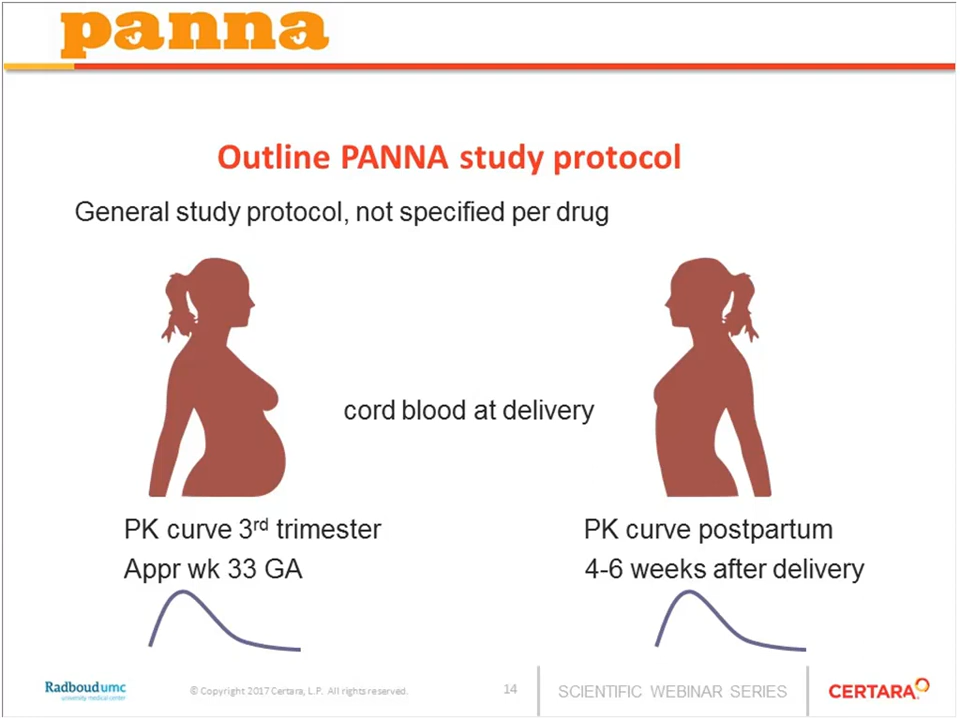 panna
Outline PANNA study protocol
General study protocol, not specified per drug
cord blood at delivery
PK curve 3rd trimester
Appr wk 33 GA
PK curve postpartum
4-6 weeks after delivery
Radboudumc
university medical center
© Copyright 2017 Certara, L.P. All rights reserved.
14
SCIENTIFIC WEBINAR SERIES
CERTARA